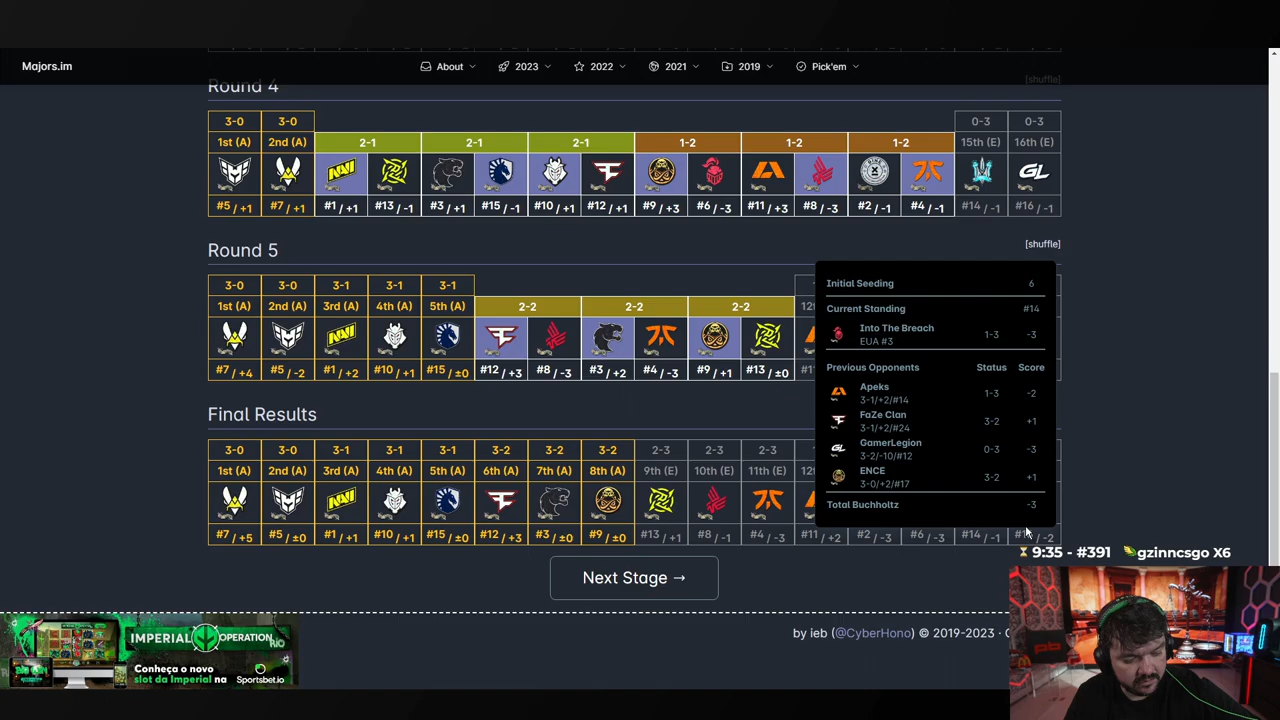 Majors.im
About
2023
2022
2021
2019
Pick'em
Round 4
[shuffle]
3-0 3-0 0-3 0-3
1st (A) 2nd (A) 2-1 2-1 2-1 1-2 1-2 1-2 15th (E) 16th (E)
#5 / +1 #7 / +1 #1 / +1 #13 / -1 #3 / +1 #15 / -1 #10 / +1 #12 / +1 #9 / +3 #6 / -3 #11 / +3 #8 / -3 #2 / -1 #4 / -1 #14 / -1 #16 / -1
Round 5
[shuffle]
3-0 3-0 3-1 3-1 3-1
1st (A) 2nd (A) 3rd (A) 4th (A) 5th (A) 2-2 2-2 2-2 12th
#7 / +4 #5 / -2 #1 / +2 #10 / +1 #15 / ±0 #12 / +3 #8 / -3 #3 / +2 #4 / -3 #9 / +1 #13 / ±0
Final Results
3-0 3-0 3-1 3-1 3-1 3-2 3-2 3-2 2-3 2-3 2-3
1st (A) 2nd (A) 3rd (A) 4th (A) 5th (A) 6th (A) 7th (A) 8th (A) 9th (E) 10th (E) 11th (E) 12th
#7 / +5 #5 / ±0 #1 / +1 #10 / +1 #15 / ±0 #12 / +3 #3 / ±0 #9 / ±0 #13 / +1 #8 / -1 #4 / -3 #11 / +2 #2 / -3 #6 / -3 #14 / -1 / -2
Initial Seeding 6
Current Standing #14
Into The Breach
EUA #3
1-3 -3
Previous Opponents Status Score
Apeks
3-1/+2/#14
1-3 -2
FaZe Clan
3-1/+2/#24
3-2 +1
GamerLegion
3-2/-10/#12
0-3 -3
ENCE
3-0/+2/#17
3-2 +1
Total Buchholtz -3
Next Stage →
9:35 - #391 gzinncsgo X6
by ieb (@CyberHono) © 2019-2023
IMPERIAL OPERATION
RIO
Conheça o novo
slot da Imperial na
Sportsbet.io